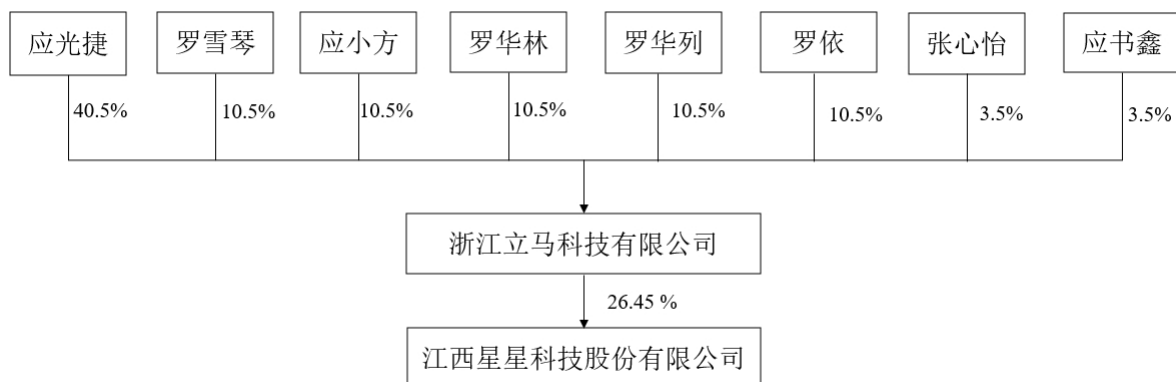 应光捷 罗雪琴 应小方 罗华林 罗华列 罗依 张心怡 应书鑫
40.5% 10.5% 10.5% 10.5% 10.5% 10.5% 3.5% 3.5%
浙江立马科技有限公司
26.45 %
江西星星科技股份有限公司